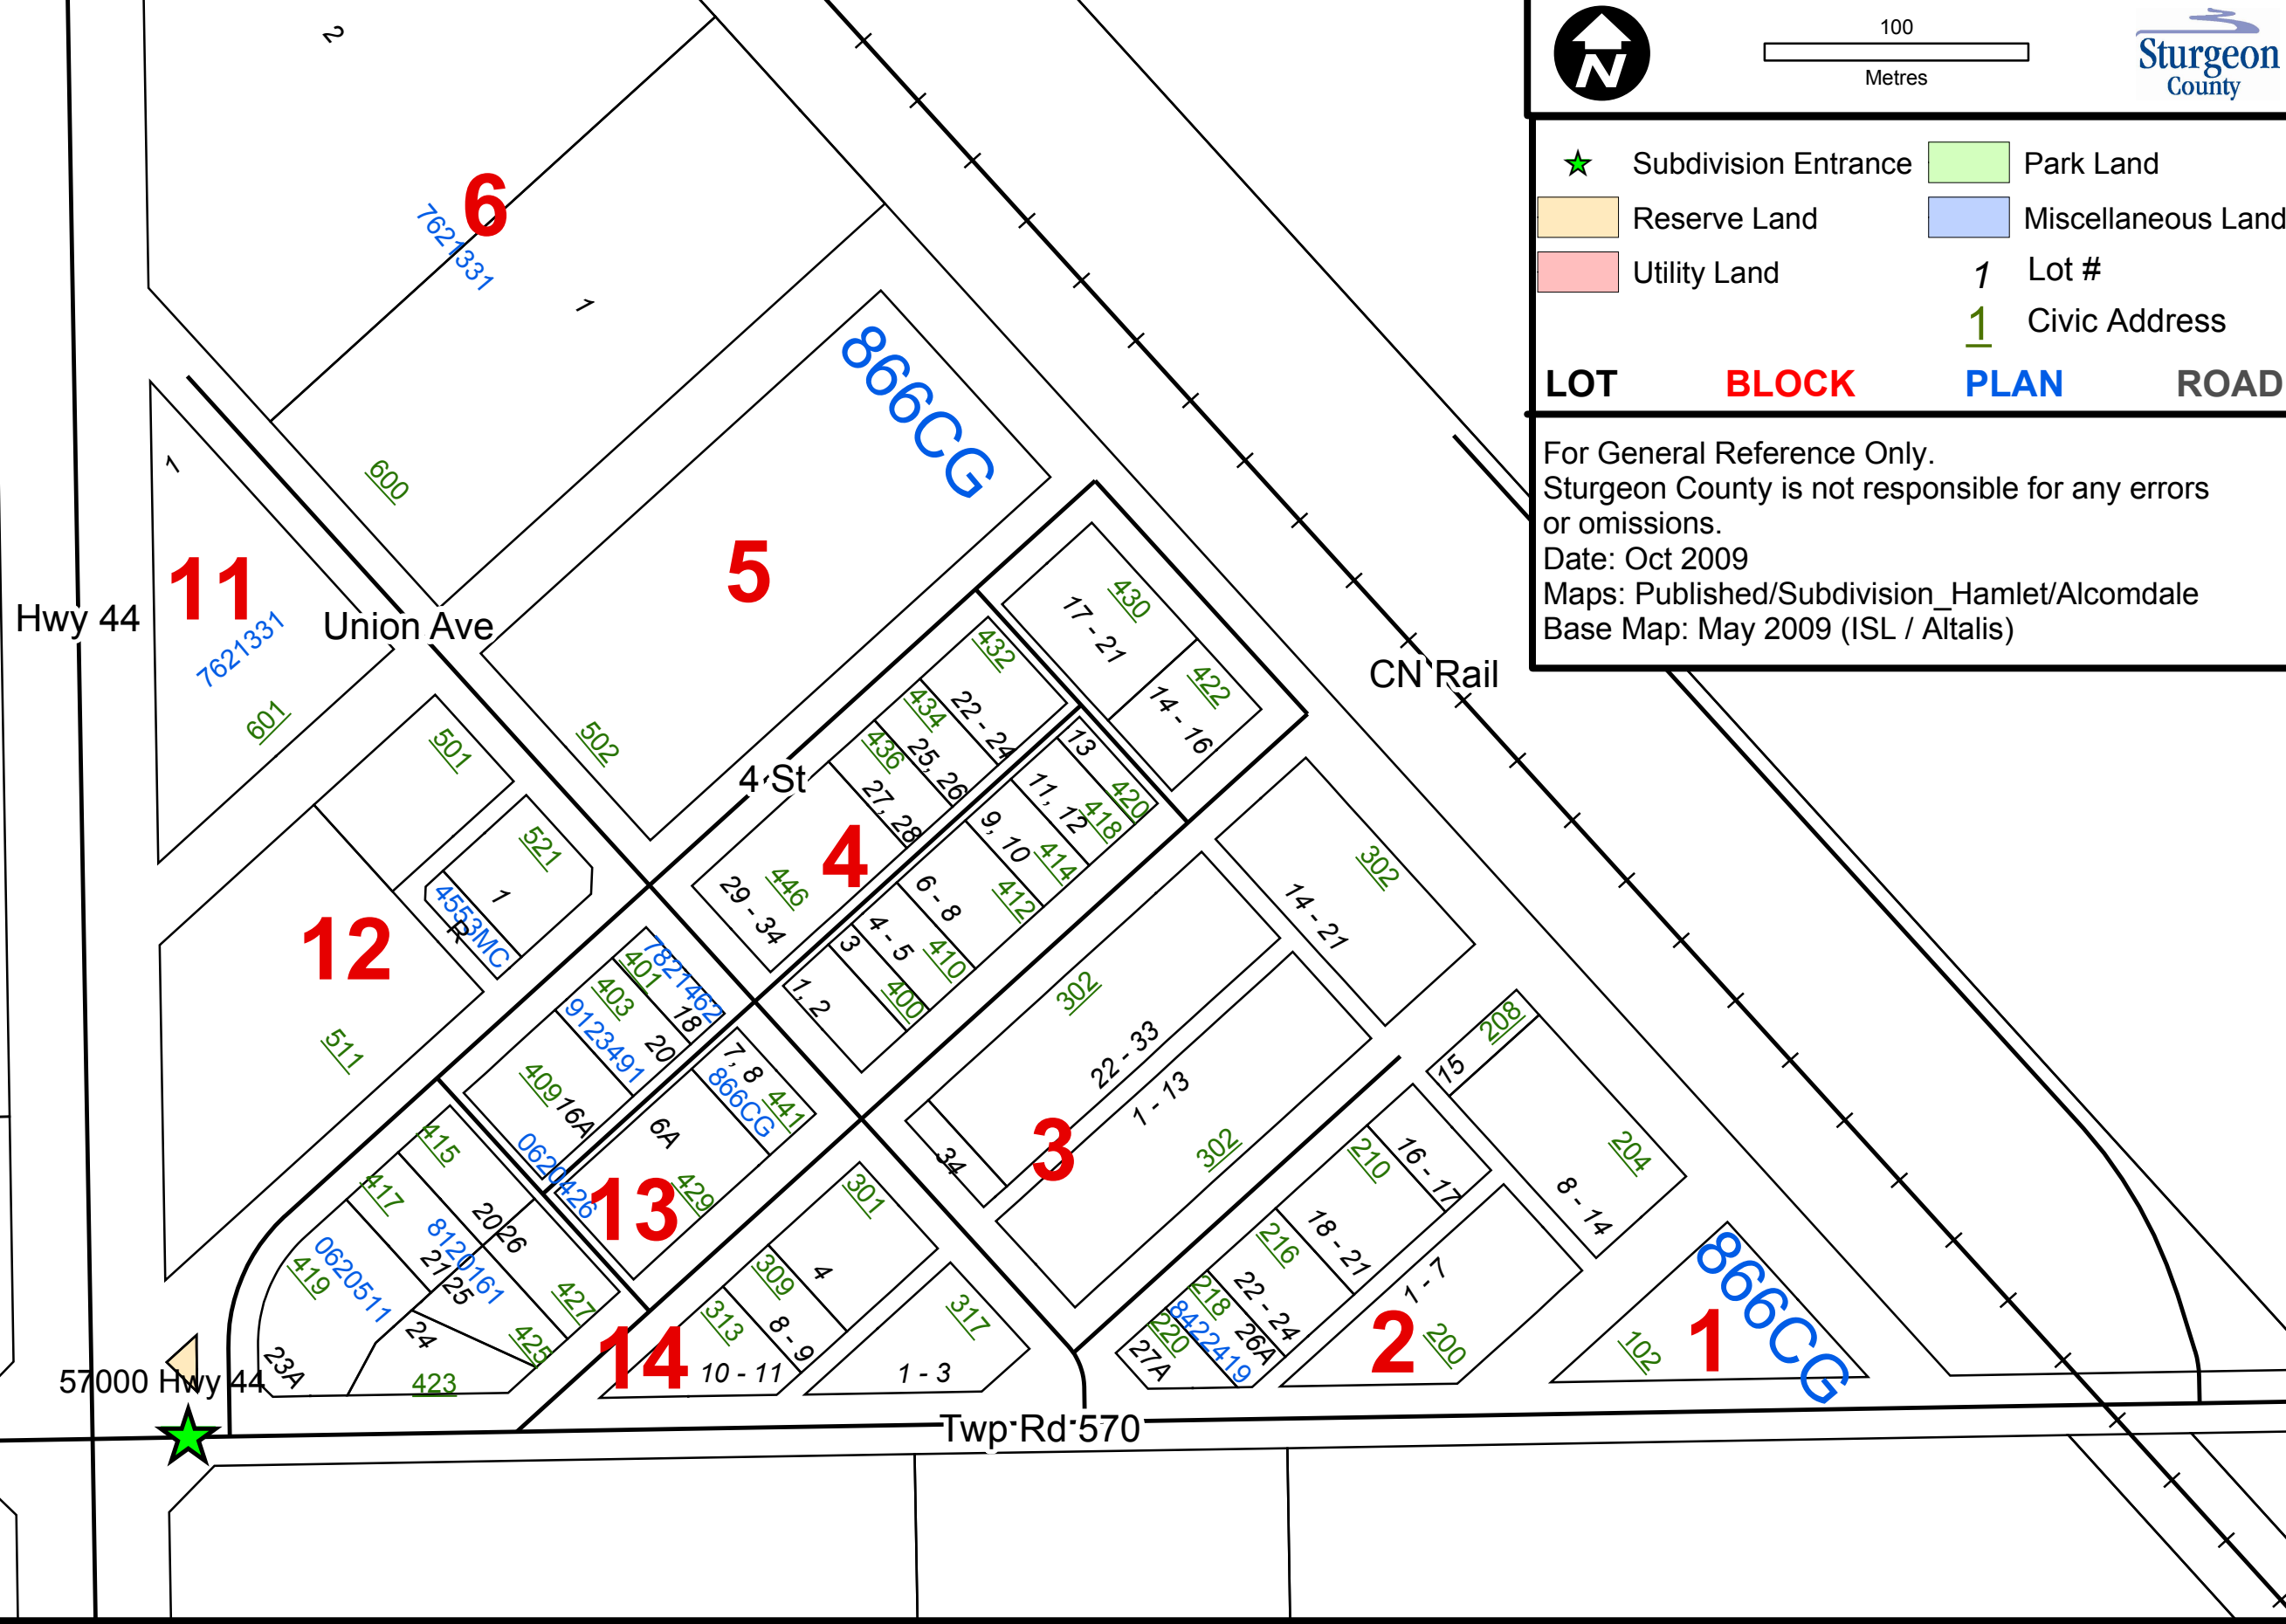 100
Metres
Sturgeon
County
Subdivision Entrance
Park Land
Reserve Land
Miscellaneous Land
Utility Land
1 Lot #
1 Civic Address
LOT BLOCK PLAN ROAD
For General Reference Only.
Sturgeon County is not responsible for any errors
or omissions.
Date: Oct 2009
Maps: Published/Subdivision_Hamlet/Alcomdale
Base Map: May 2009 (ISL / Altalis)
N
2
6
7621331
1
600
866CG
5
502
1
11
7621331
601
Hwy 44
Union Ave
4 St
CN Rail
501
521
1
4553MC
R
12
511
430
17 - 21
422
14 - 16
432
22 - 24
434
25, 26
436
27, 28
4
446
29 - 34
13
420
11, 12
418
9, 10
414
6 - 8
412
4 - 5
410
3
400
1, 2
302
14 - 21
302
22 - 33
1 - 13
302
34
3
7821462
401
18
403
20
9123491
409
16A
0620426
7, 8
866CG
441
6A
429
13
415
2026
417
8120161
2125
427
425
0620511
419
24
23A
423
57000 Hwy 44
301
4
309
8 - 9
313
10 - 11
14
317
1 - 3
Twp Rd 570
208
15
204
8 - 14
16 - 17
210
18 - 21
216
22 - 24
218
26A
8422419
220
27A
1 - 7
2
200
866CG
1
102